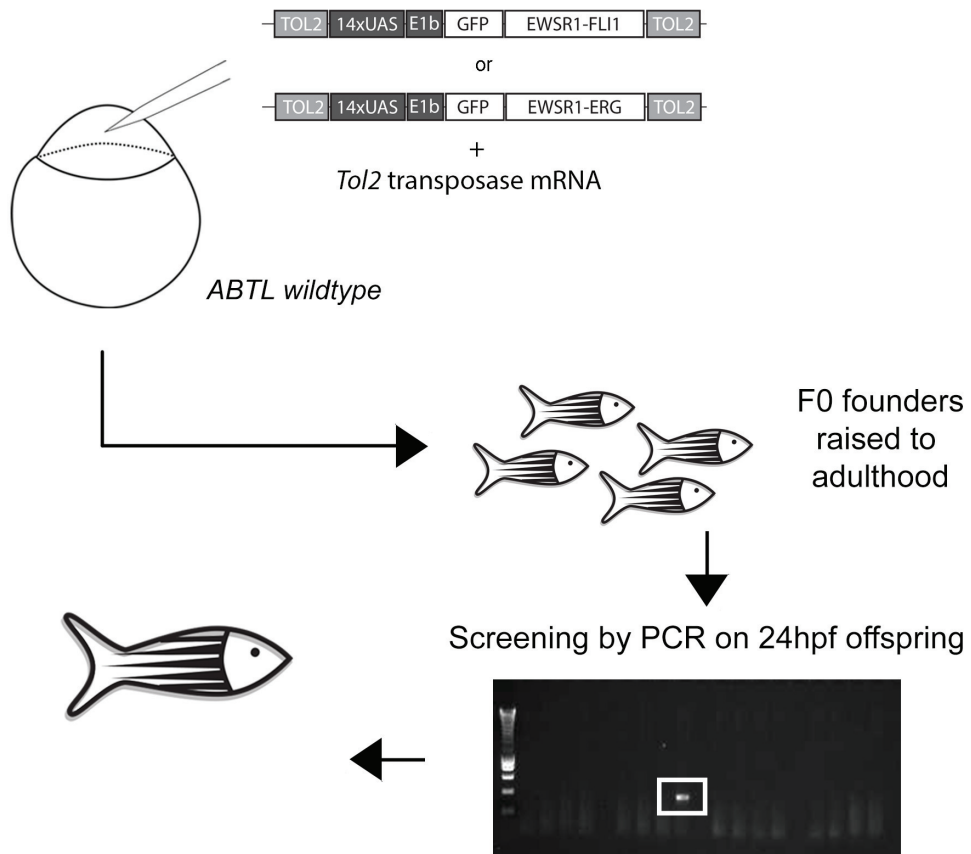 TOL2 14xUAS E1b GFP EWSR1-FLI1 TOL2
or
TOL2 14xUAS E1b GFP EWSR1-ERG TOL2
+
Tol2 transposase mRNA
ABTL wildtype
F0 founders
raised to
adulthood
Screening by PCR on 24hpf offspring